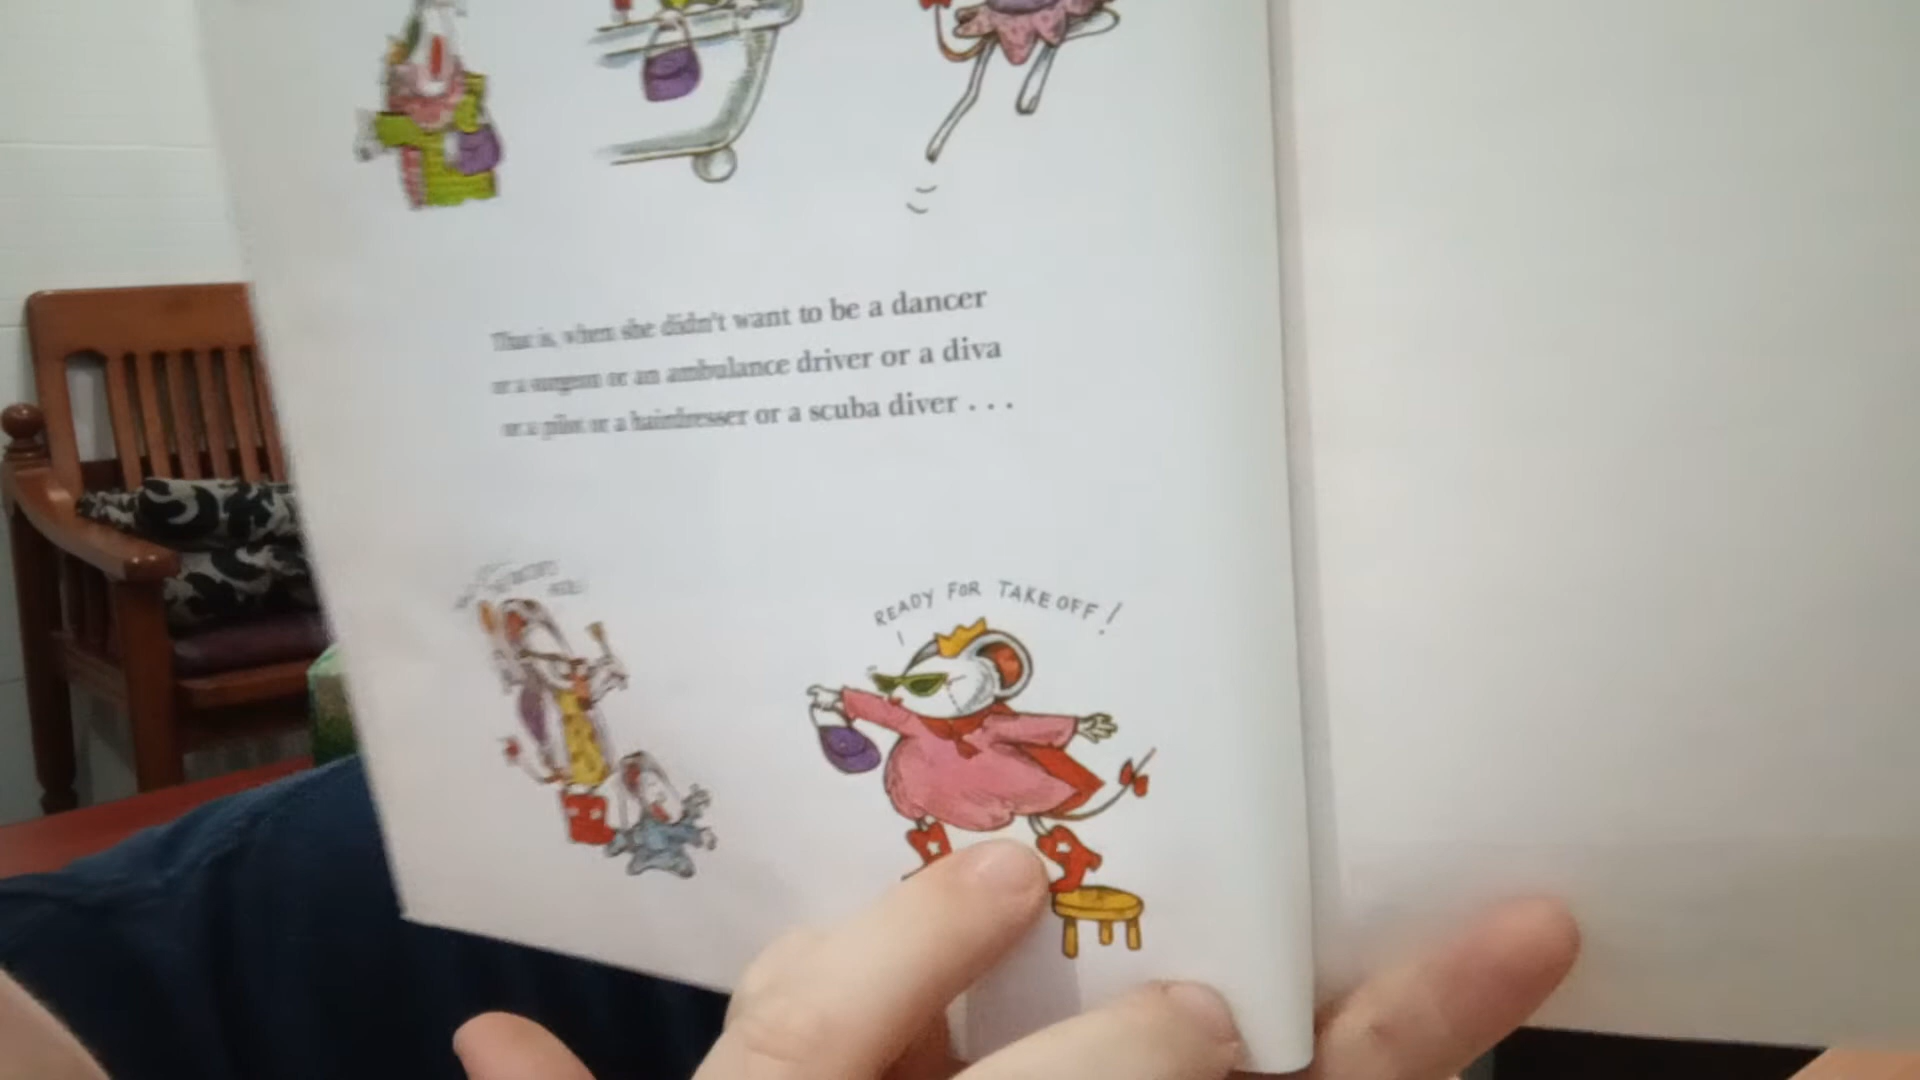 That is, when she didn't want to be a dancer
or a surgeon or an ambulance driver or a diva
or a pilot or a hairdresser or a scuba diver . . .
READY FOR TAKE OFF!